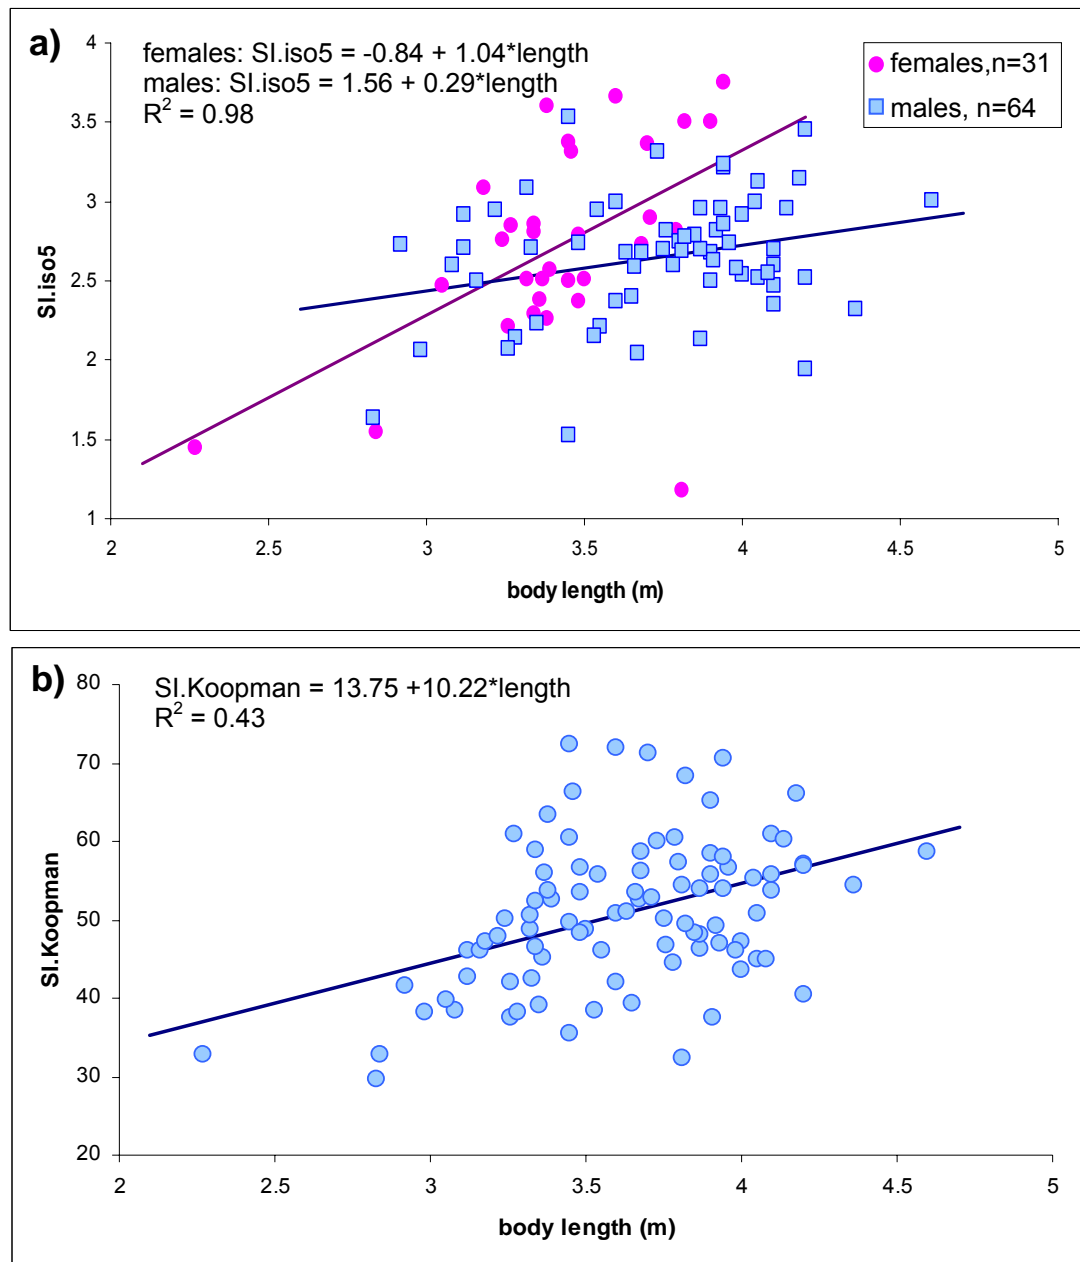 a)
females: SI.iso5 = -0.84 + 1.04*length
males: SI.iso5 = 1.56 + 0.29*length
R² = 0.98
females,n=31
males, n=64
4
3.5
3
2.5
2
1.5
1
SI.iso5
2
2.5
3
3.5
4
4.5
5
body length (m)
b)
SI.Koopman = 13.75 +10.22*length
R² = 0.43
80
70
60
50
40
30
20
SI.Koopman
2
2.5
3
3.5
4
4.5
5
body length (m)